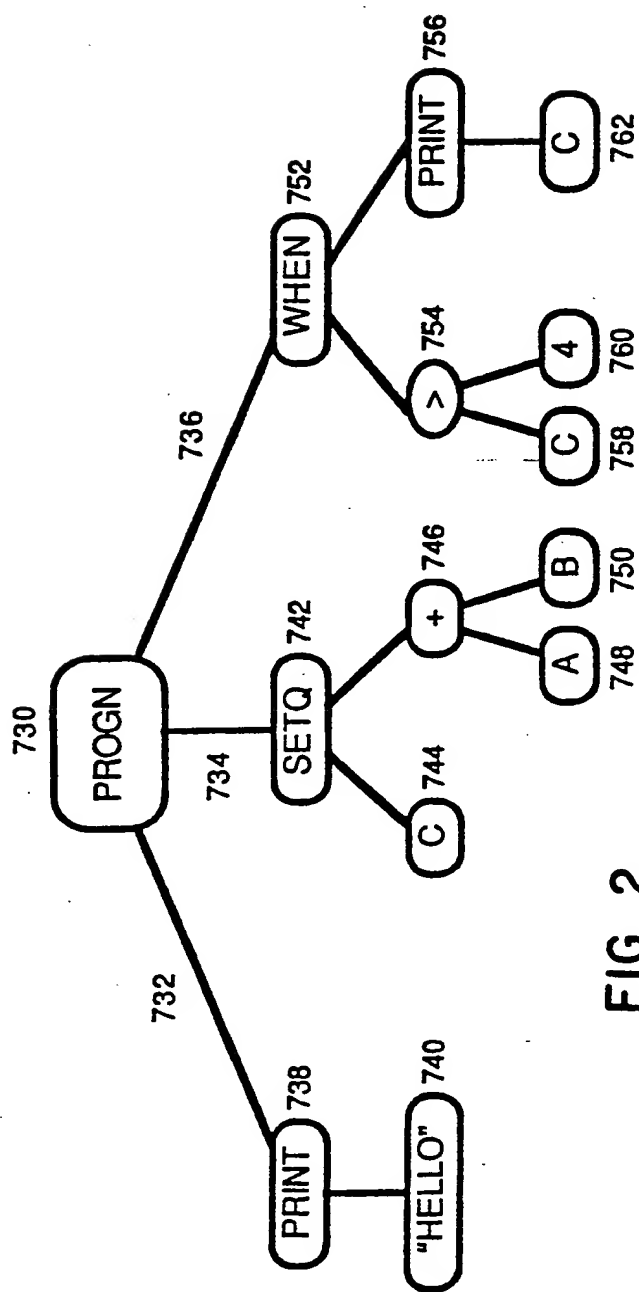 730
PROGN
732
734
736
PRINT 738
SETQ 742
WHEN 752
"HELLO" 740
C 744
+ 746
> 754
PRINT 756
A
B
C
4
C
748
750
758
760
762
FIG. 2